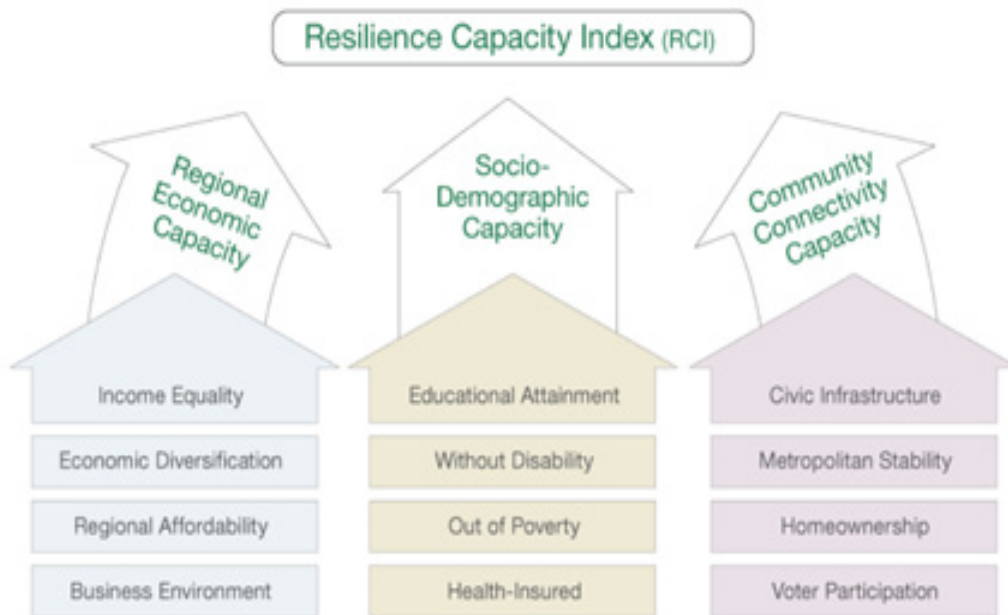 Resilience Capacity Index (RCI)
Regional
Economic
Capacity
Socio-
Demographic
Capacity
Community
Connectivity
Capacity
Income Equality
Economic Diversification
Regional Affordability
Business Environment
Educational Attainment
Without Disability
Out of Poverty
Health-Insured
Civic Infrastructure
Metropolitan Stability
Homeownership
Voter Participation